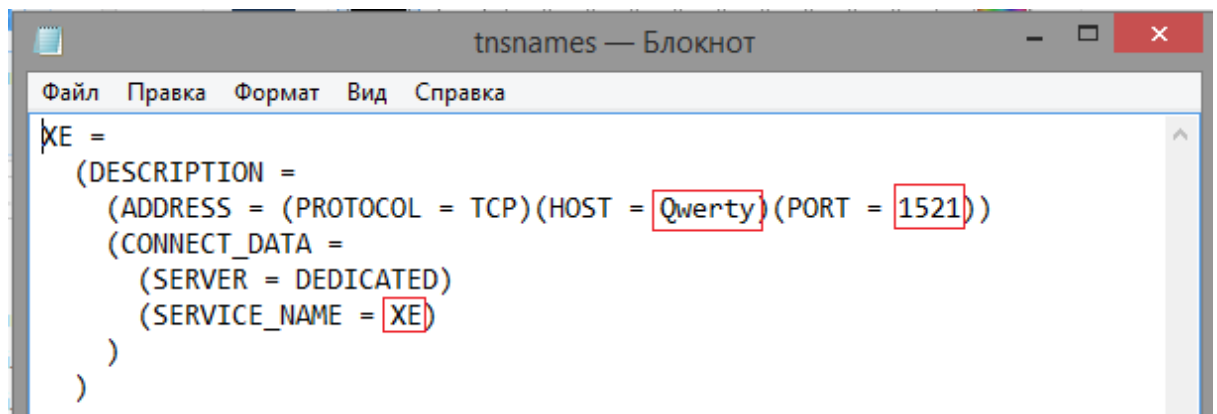 tnsnames — Блокнот
Файл Правка Формат Вид Справка
XE =
(DESCRIPTION =
(ADDRESS = (PROTOCOL = TCP)(HOST = Qwerty)(PORT = 1521))
(CONNECT_DATA =
(SERVER = DEDICATED)
(SERVICE_NAME = XE)
)
)